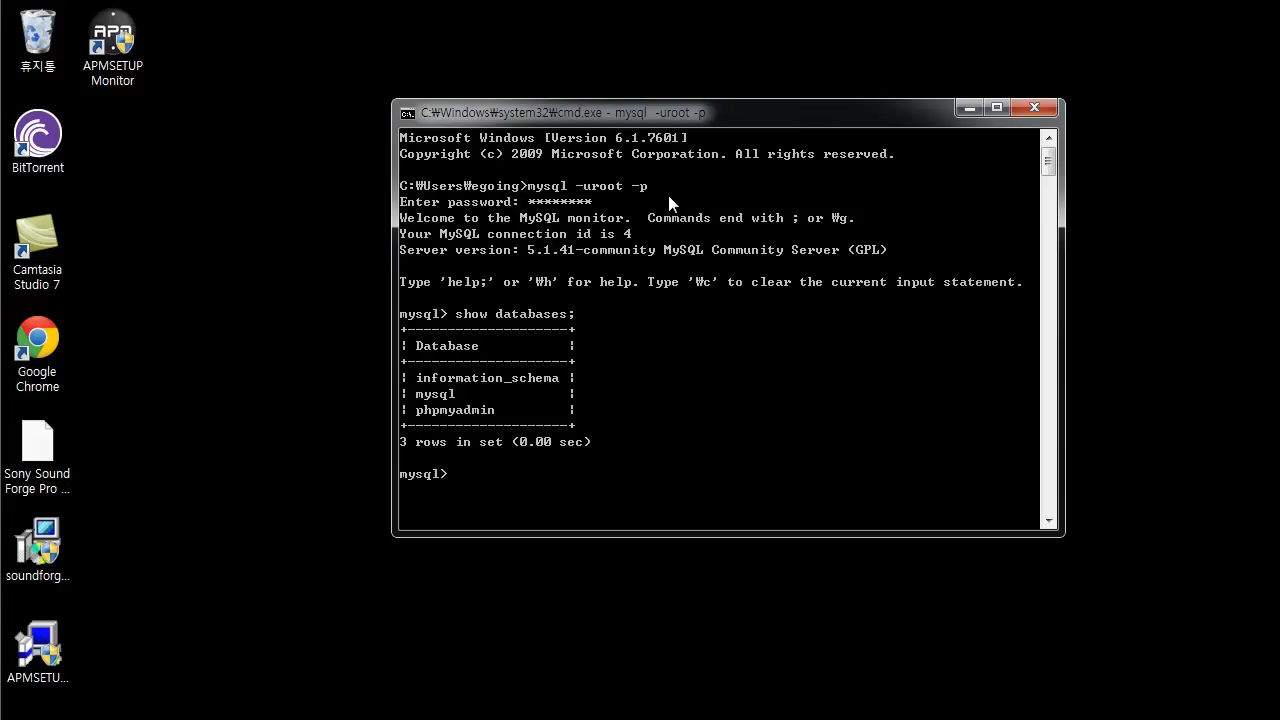 휴지통
APMSETUP
Monitor
BitTorrent
Camtasia
Studio 7
Google
Chrome
Sony Sound
Forge Pro ...
soundforg...
APMSETU...
C:₩Windows₩system32₩cmd.exe - mysql  -uroot -p
Microsoft Windows [Version 6.1.7601]
Copyright (c) 2009 Microsoft Corporation. All rights reserved.
C:₩Users₩egoing>mysql -uroot -p
Enter password: ********
Welcome to the MySQL monitor.  Commands end with ; or ₩g.
Your MySQL connection id is 4
Server version: 5.1.41-community MySQL Community Server (GPL)
Type 'help;' or '₩h' for help. Type '₩c' to clear the current input statement.
mysql> show databases;
+--------------------+
| Database           |
+--------------------+
| information_schema |
| mysql              |
| phpmyadmin         |
+--------------------+
3 rows in set (0.00 sec)
mysql>